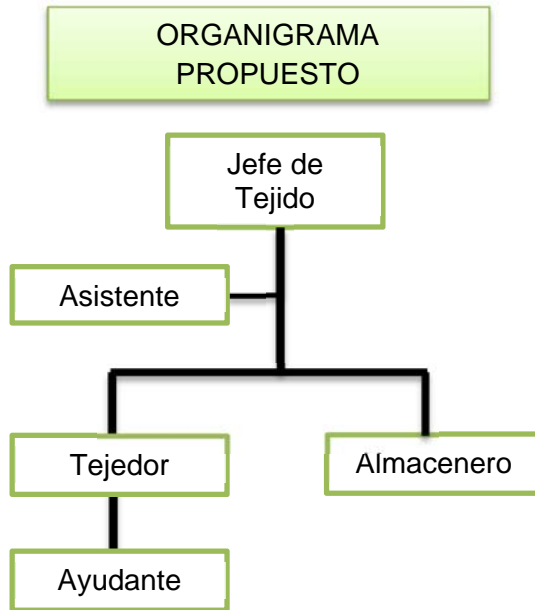 ORGANIGRAMA
PROPUESTO
Jefe de
Tejido
Asistente
Tejedor
Almacenero
Ayudante